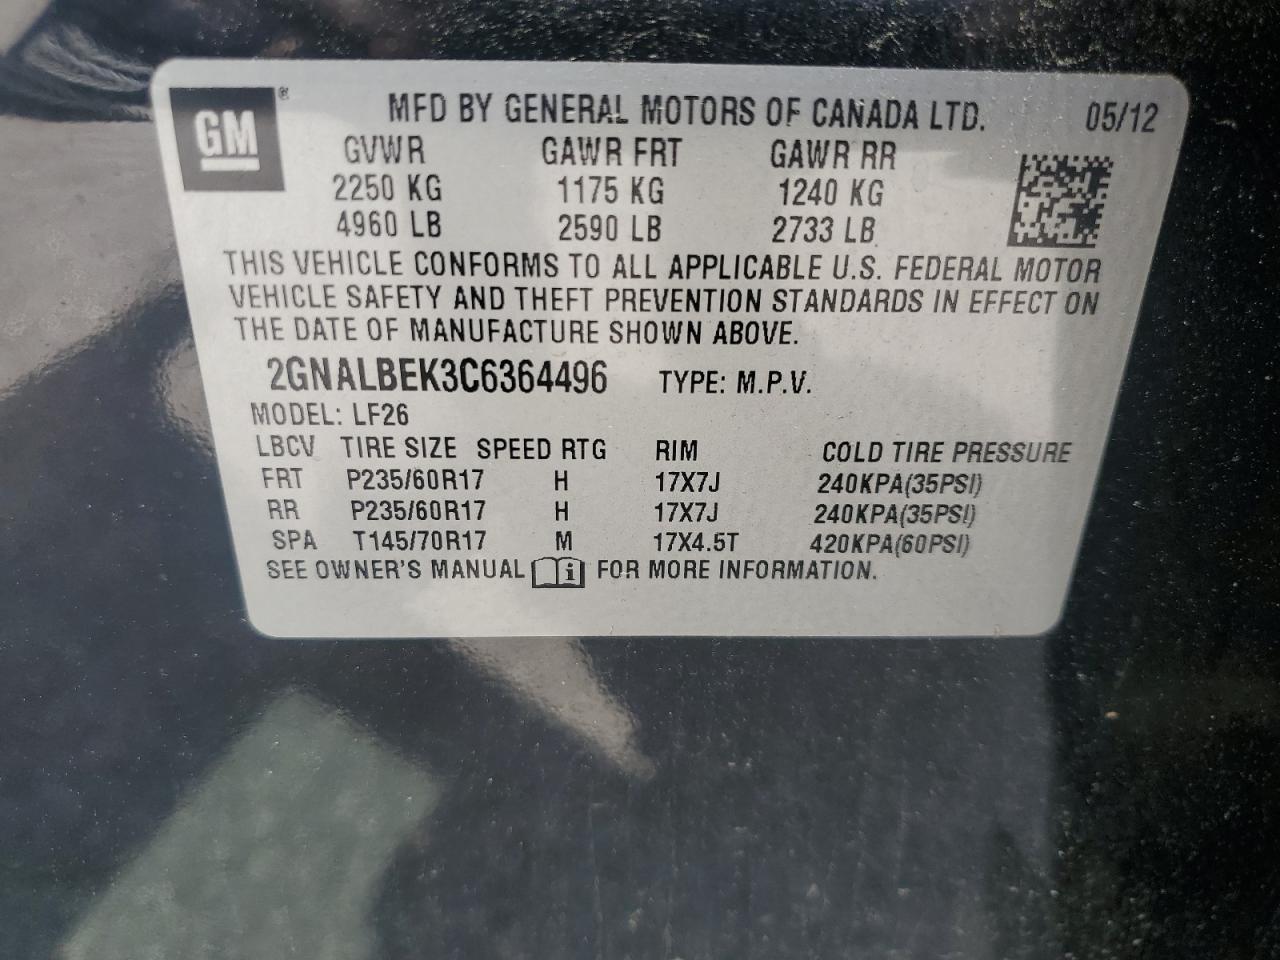 GM ®
MFD BY GENERAL MOTORS OF CANADA LTD. 05/12
GVWR GAWR FRT GAWR RR
2250 KG 1175 KG 1240 KG
4960 LB 2590 LB 2733 LB
THIS VEHICLE CONFORMS TO ALL APPLICABLE U.S. FEDERAL MOTOR
VEHICLE SAFETY AND THEFT PREVENTION STANDARDS IN EFFECT ON
THE DATE OF MANUFACTURE SHOWN ABOVE.
2GNALBEK3C6364496 TYPE: M.P.V.
MODEL: LF26
LBCV TIRE SIZE SPEED RTG RIM COLD TIRE PRESSURE
FRT P235/60R17 H 17X7J 240KPA(35PSI)
RR P235/60R17 H 17X7J 240KPA(35PSI)
SPA T145/70R17 M 17X4.5T 420KPA(60PSI)
SEE OWNER'S MANUAL i FOR MORE INFORMATION.